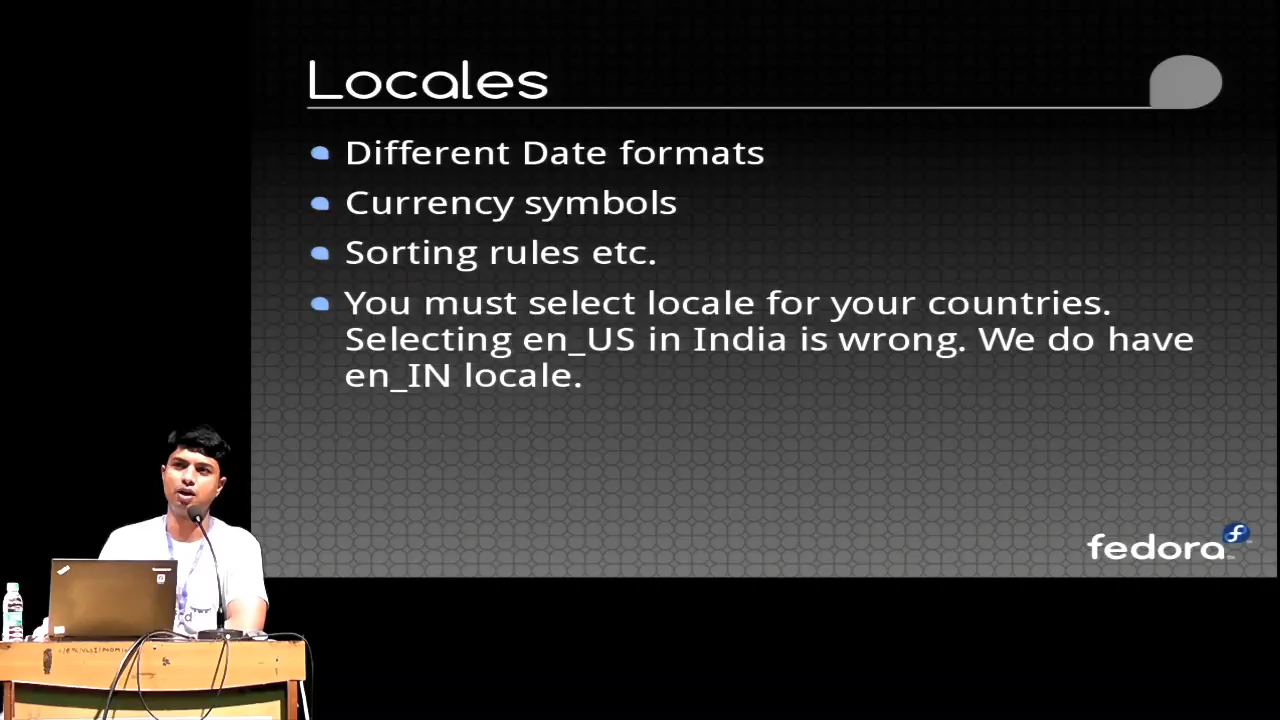 Locales
Different Date formats
Currency symbols
Sorting rules etc.
You must select locale for your countries.
Selecting en_US in India is wrong. We do have
en_IN locale.
fedora